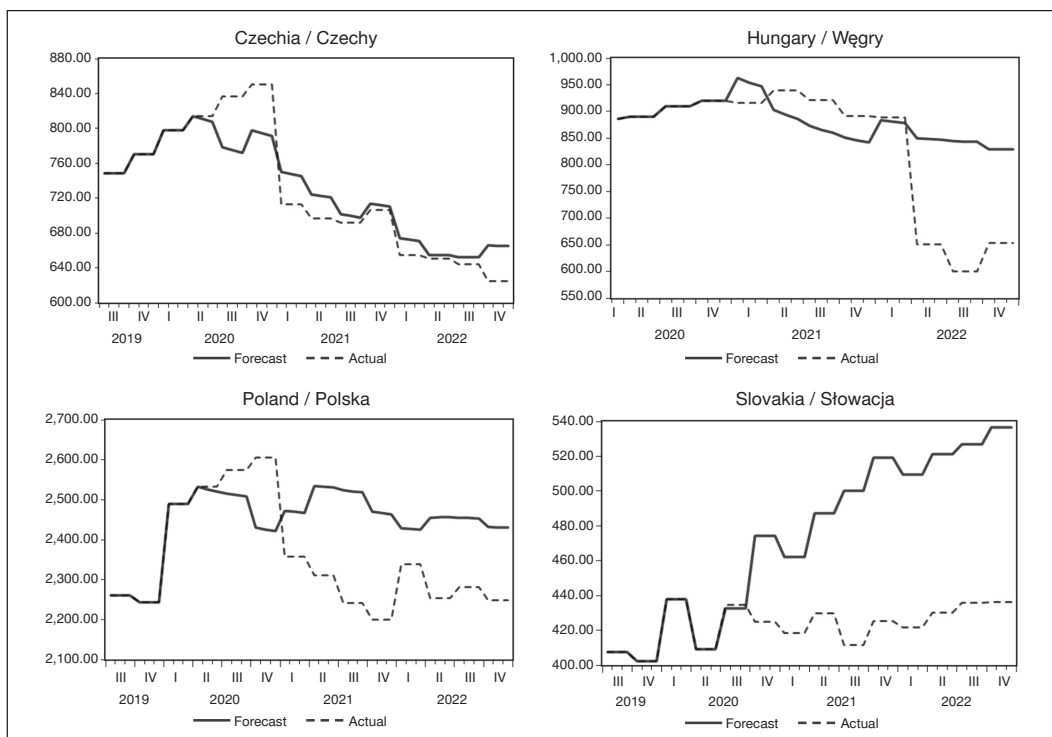 Czechia / Czechy
880.00
840.00
800.00
760.00
720.00
680.00
640.00
600.00
III IV I II III IV I II III IV I II III IV
2019 2020 2021 2022
Forecast Actual
Hungary / Węgry
1,000.00
950.00
900.00
850.00
800.00
750.00
700.00
650.00
600.00
550.00
I II III IV I II III IV I II III IV
2020 2021 2022
Forecast Actual
Poland / Polska
2,700.00
2,600.00
2,500.00
2,400.00
2,300.00
2,200.00
2,100.00
III IV I II III IV I II III IV I II III IV
2019 2020 2021 2022
Forecast Actual
Slovakia / Słowacja
540.00
520.00
500.00
480.00
460.00
440.00
420.00
400.00
III IV I II III IV I II III IV I II III IV
2019 2020 2021 2022
Forecast Actual